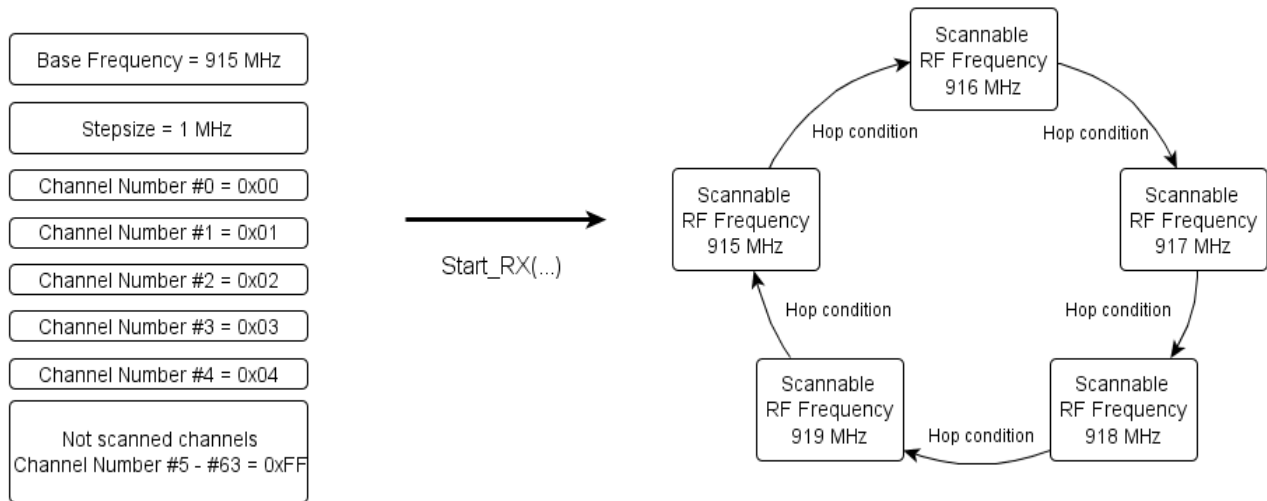 Base Frequency = 915 MHz
Stepsize = 1 MHz
Channel Number #0 = 0x00
Channel Number #1 = 0x01
Channel Number #2 = 0x02
Channel Number #3 = 0x03
Channel Number #4 = 0x04
Not scanned channels
Channel Number #5 - #63 = 0xFF
Start_RX(...)
Scannable
RF Frequency
916 MHz
Hop condition
Hop condition
Scannable
RF Frequency
915 MHz
Scannable
RF Frequency
917 MHz
Hop condition
Hop condition
Scannable
RF Frequency
919 MHz
Hop condition
Scannable
RF Frequency
918 MHz